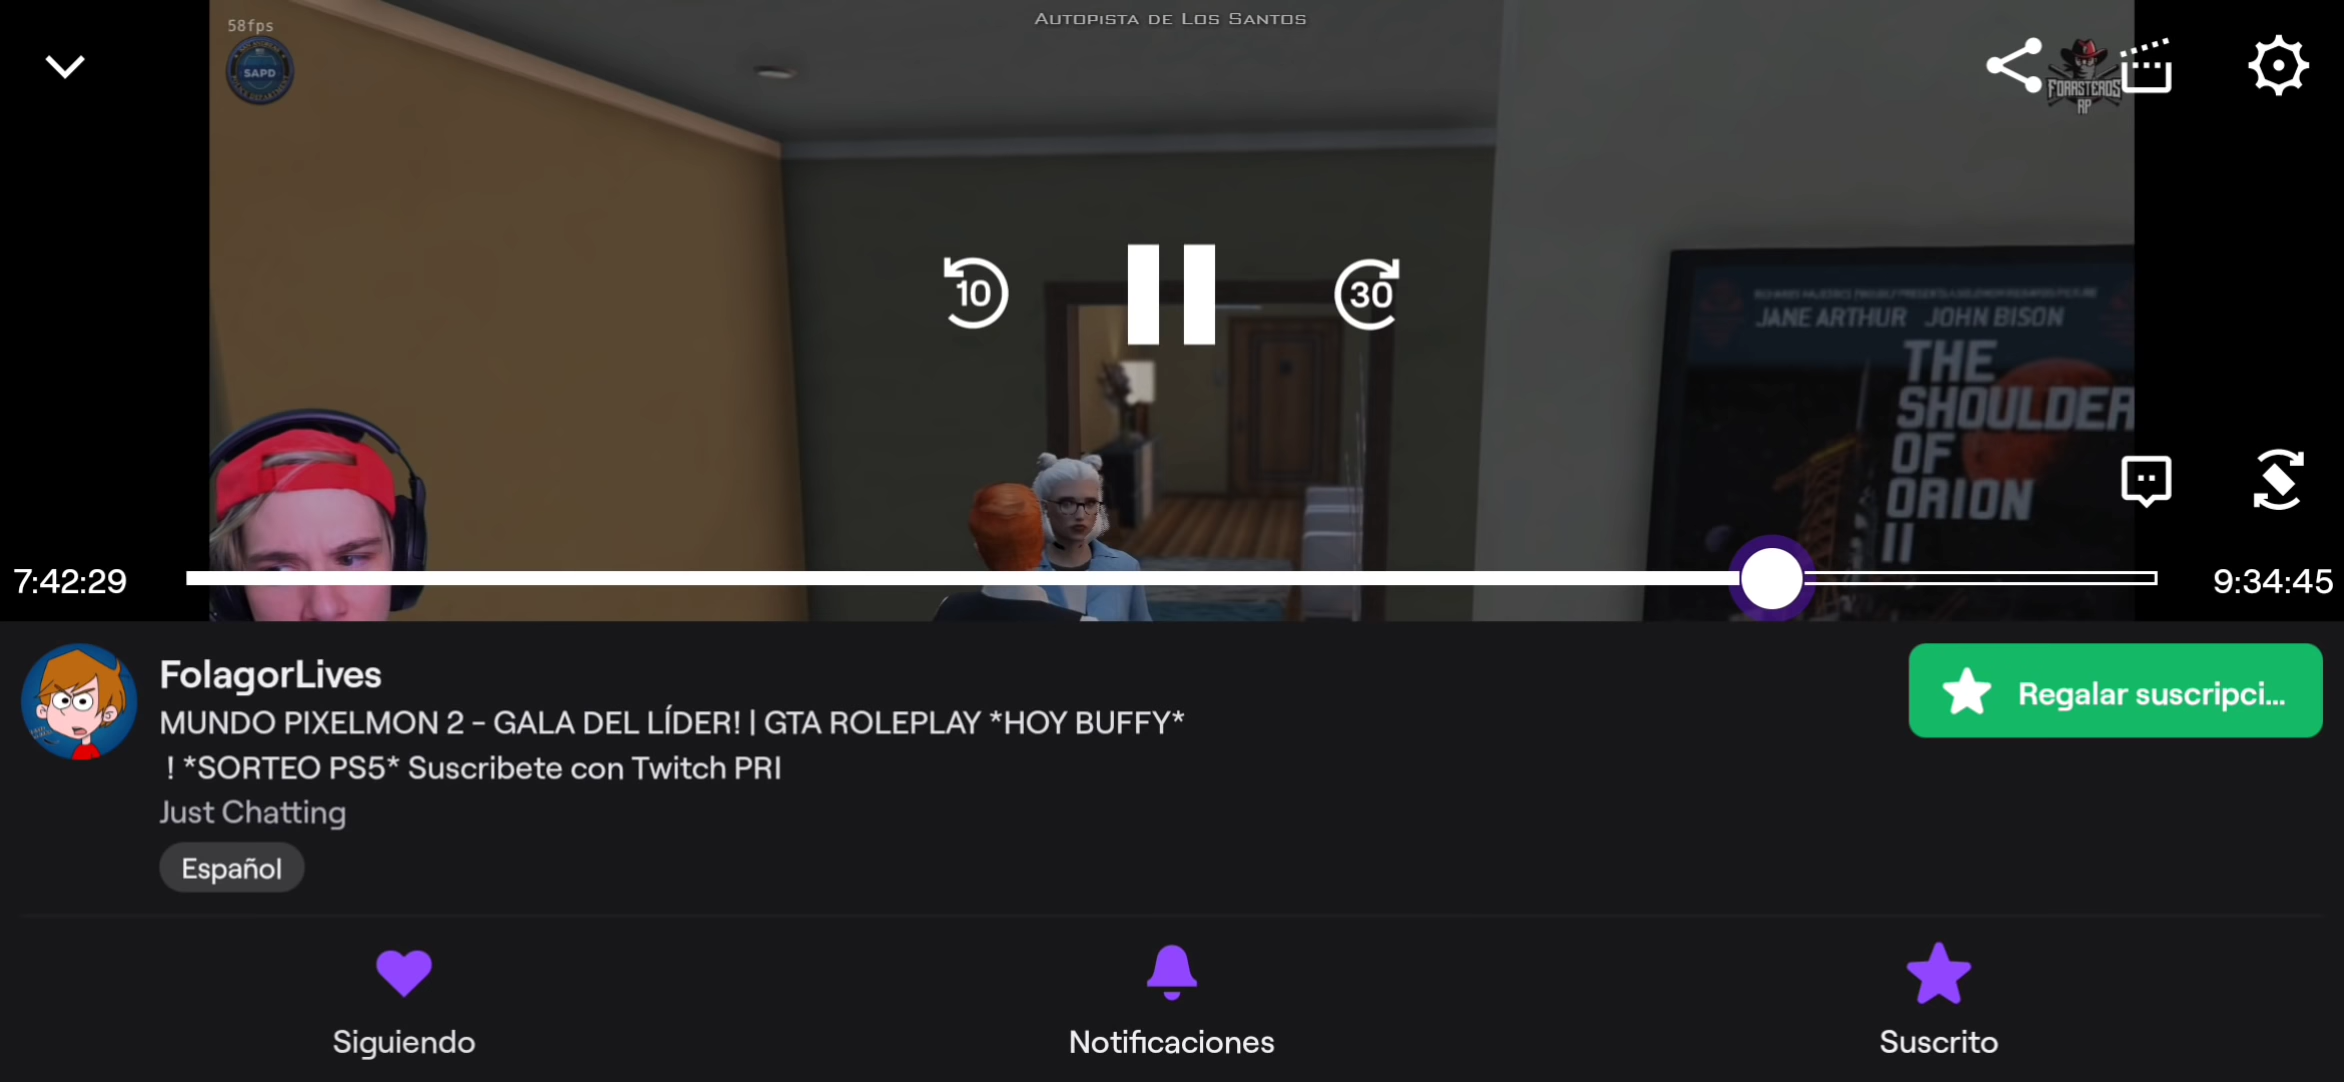 58fps
AUTOPISTA DE LOS SANTOS
SAPD
FORASTEROS
RP
10
30
JANE ARTHUR JOHN BISON
THE
SHOULDER
OF
ORION
II
7:42:29
9:34:45
FolagorLives
MUNDO PIXELMON 2 - GALA DEL LÍDER! | GTA ROLEPLAY *HOY BUFFY*
! *SORTEO PS5* Suscribete con Twitch PRI
Regalar suscripci...
Just Chatting
Español
Siguiendo
Notificaciones
Suscrito